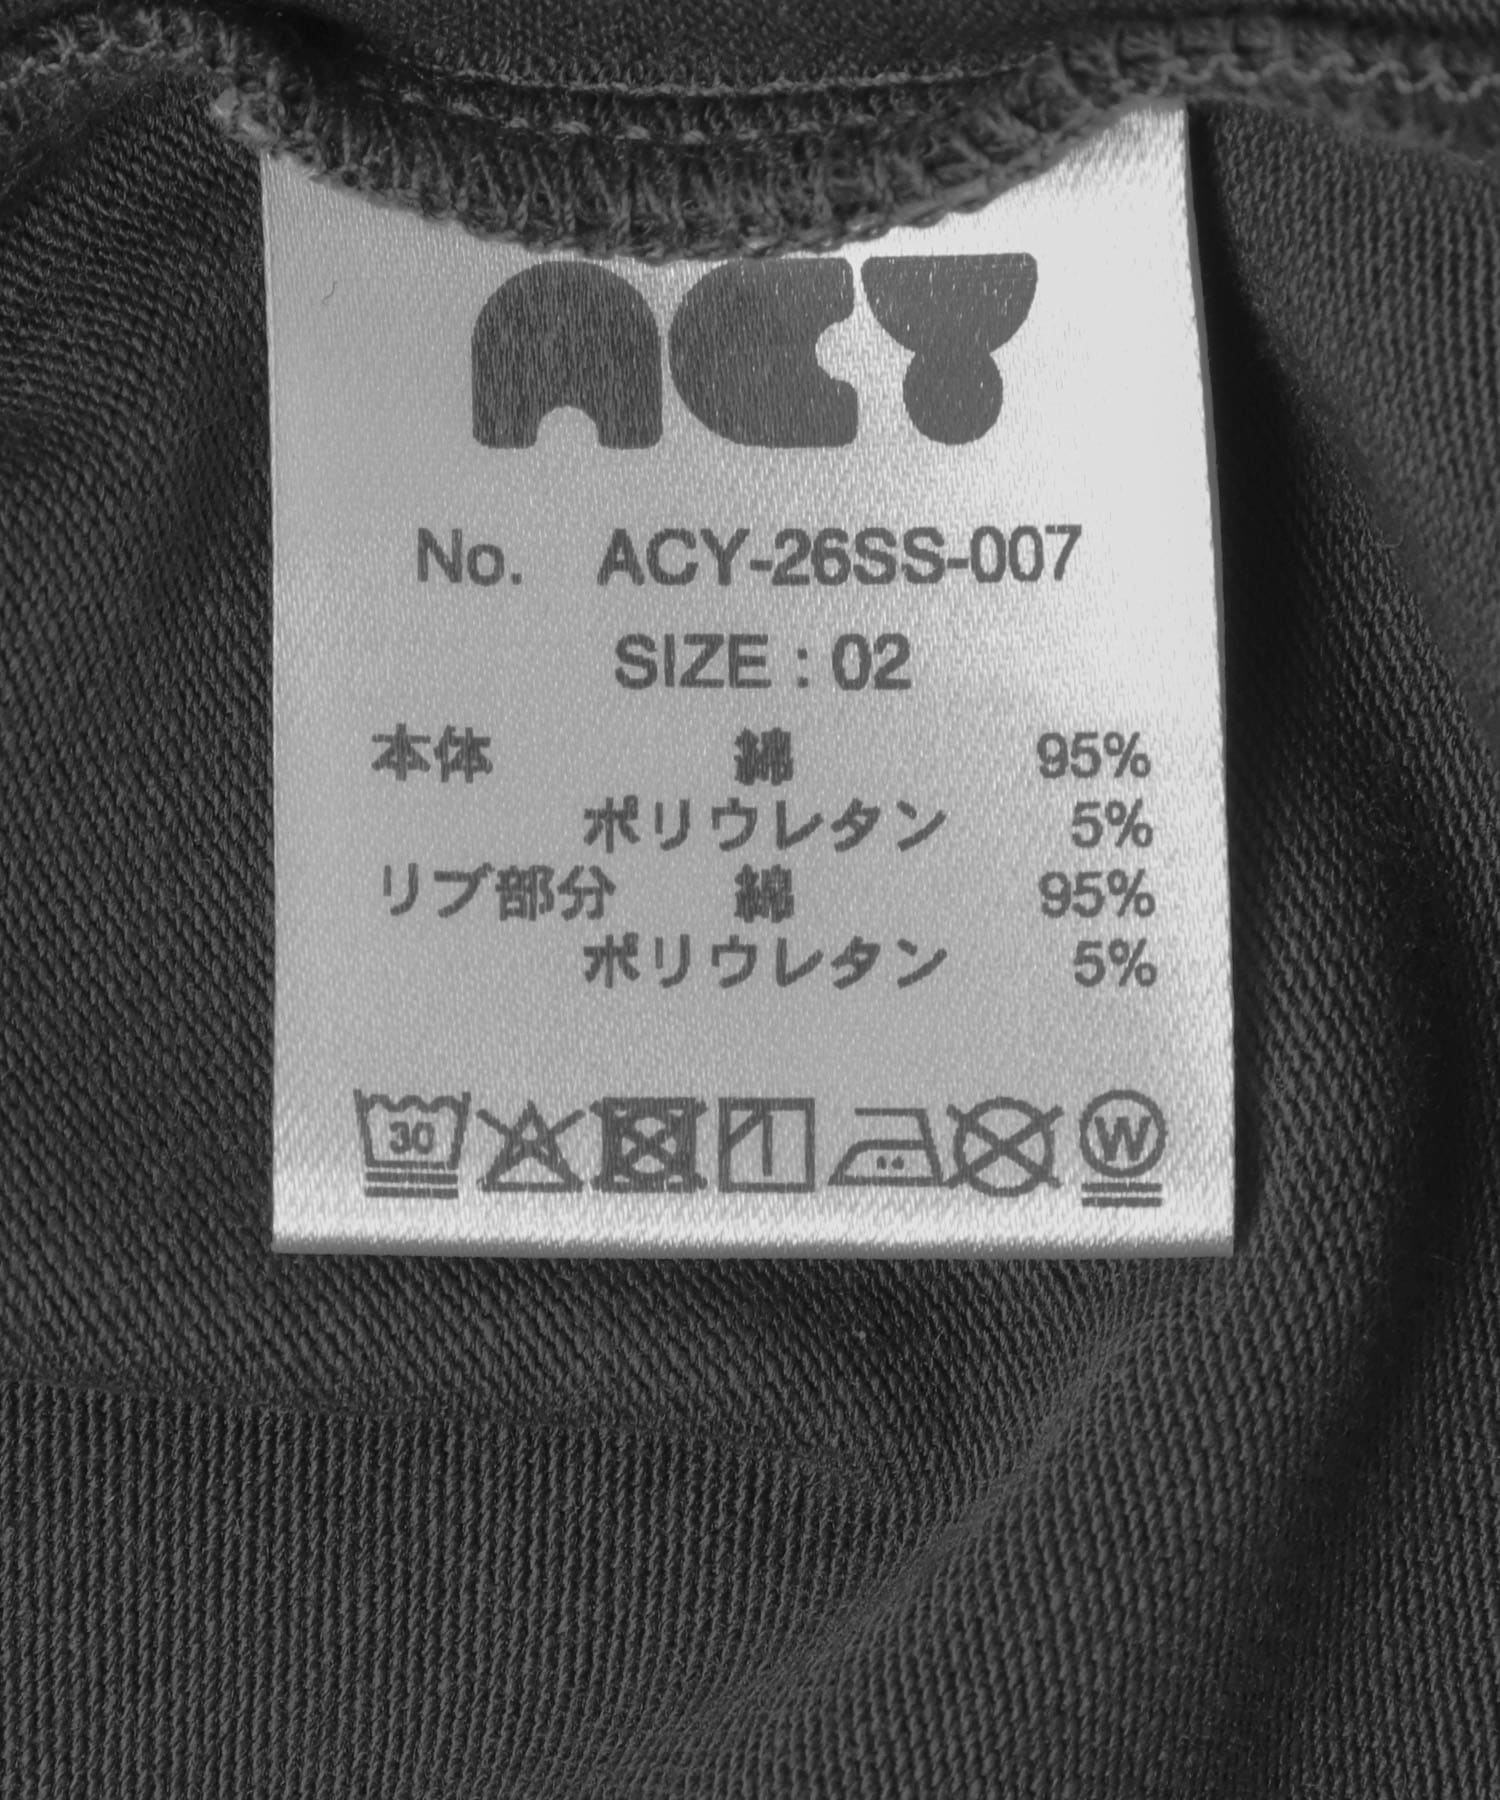 ACY
No. ACY-26SS-007
SIZE : 02
本体 綿 95%
ポリウレタン 5%
リブ部分 綿 95%
ポリウレタン 5%
30 W